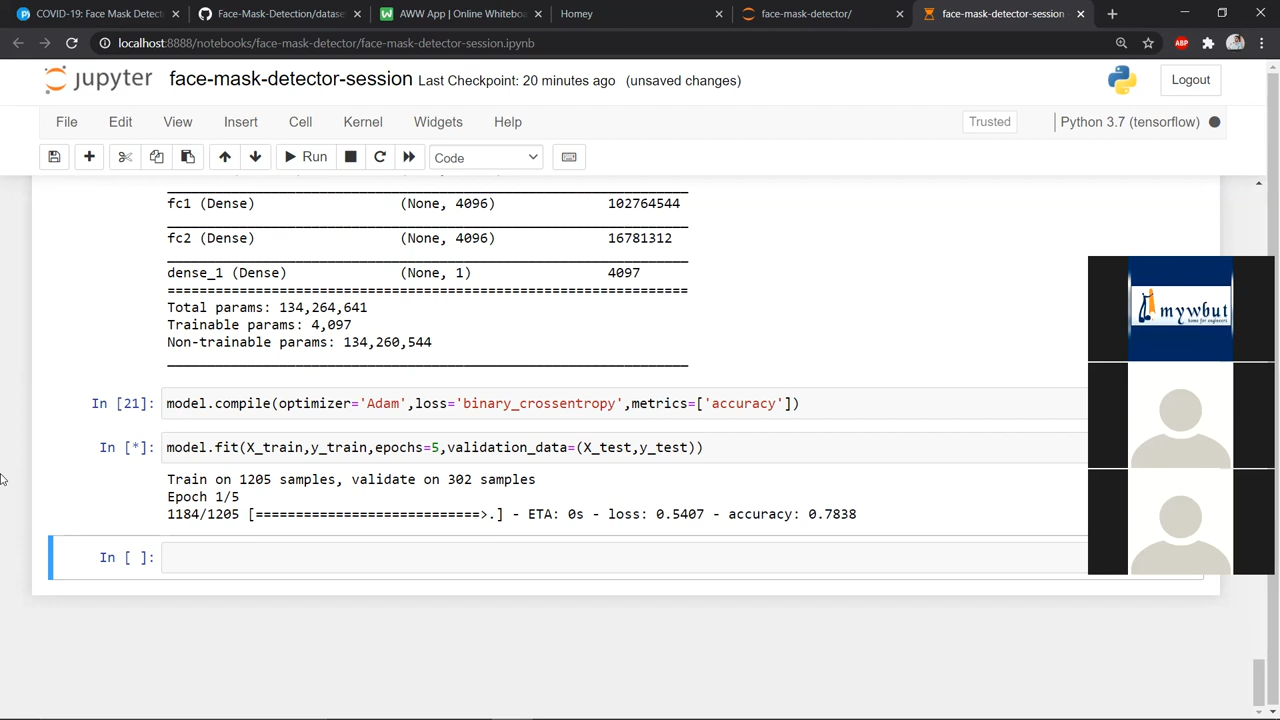 COVID-19: Face Mask Detec
Face-Mask-Detection/datase
AWW App | Online Whiteboa
Homey
face-mask-detector/
face-mask-detector-session
localhost:8888/notebooks/face-mask-detector/face-mask-detector-session.ipynb
ABP
jupyter face-mask-detector-session Last Checkpoint: 20 minutes ago (unsaved changes)
Logout
File Edit View Insert Cell Kernel Widgets Help
Trusted
Python 3.7 (tensorflow)
Run
Code
fc1 (Dense) (None, 4096) 102764544
fc2 (Dense) (None, 4096) 16781312
dense_1 (Dense) (None, 1) 4097
Total params: 134,264,641
Trainable params: 4,097
Non-trainable params: 134,260,544
In [21]: model.compile(optimizer='Adam',loss='binary_crossentropy',metrics=['accuracy'])
In [*]: model.fit(X_train,y_train,epochs=5,validation_data=(X_test,y_test))
Train on 1205 samples, validate on 302 samples
Epoch 1/5
1184/1205 [============================>.] - ETA: 0s - loss: 0.5407 - accuracy: 0.7838
In [ ]:
mywbut
home for engineers